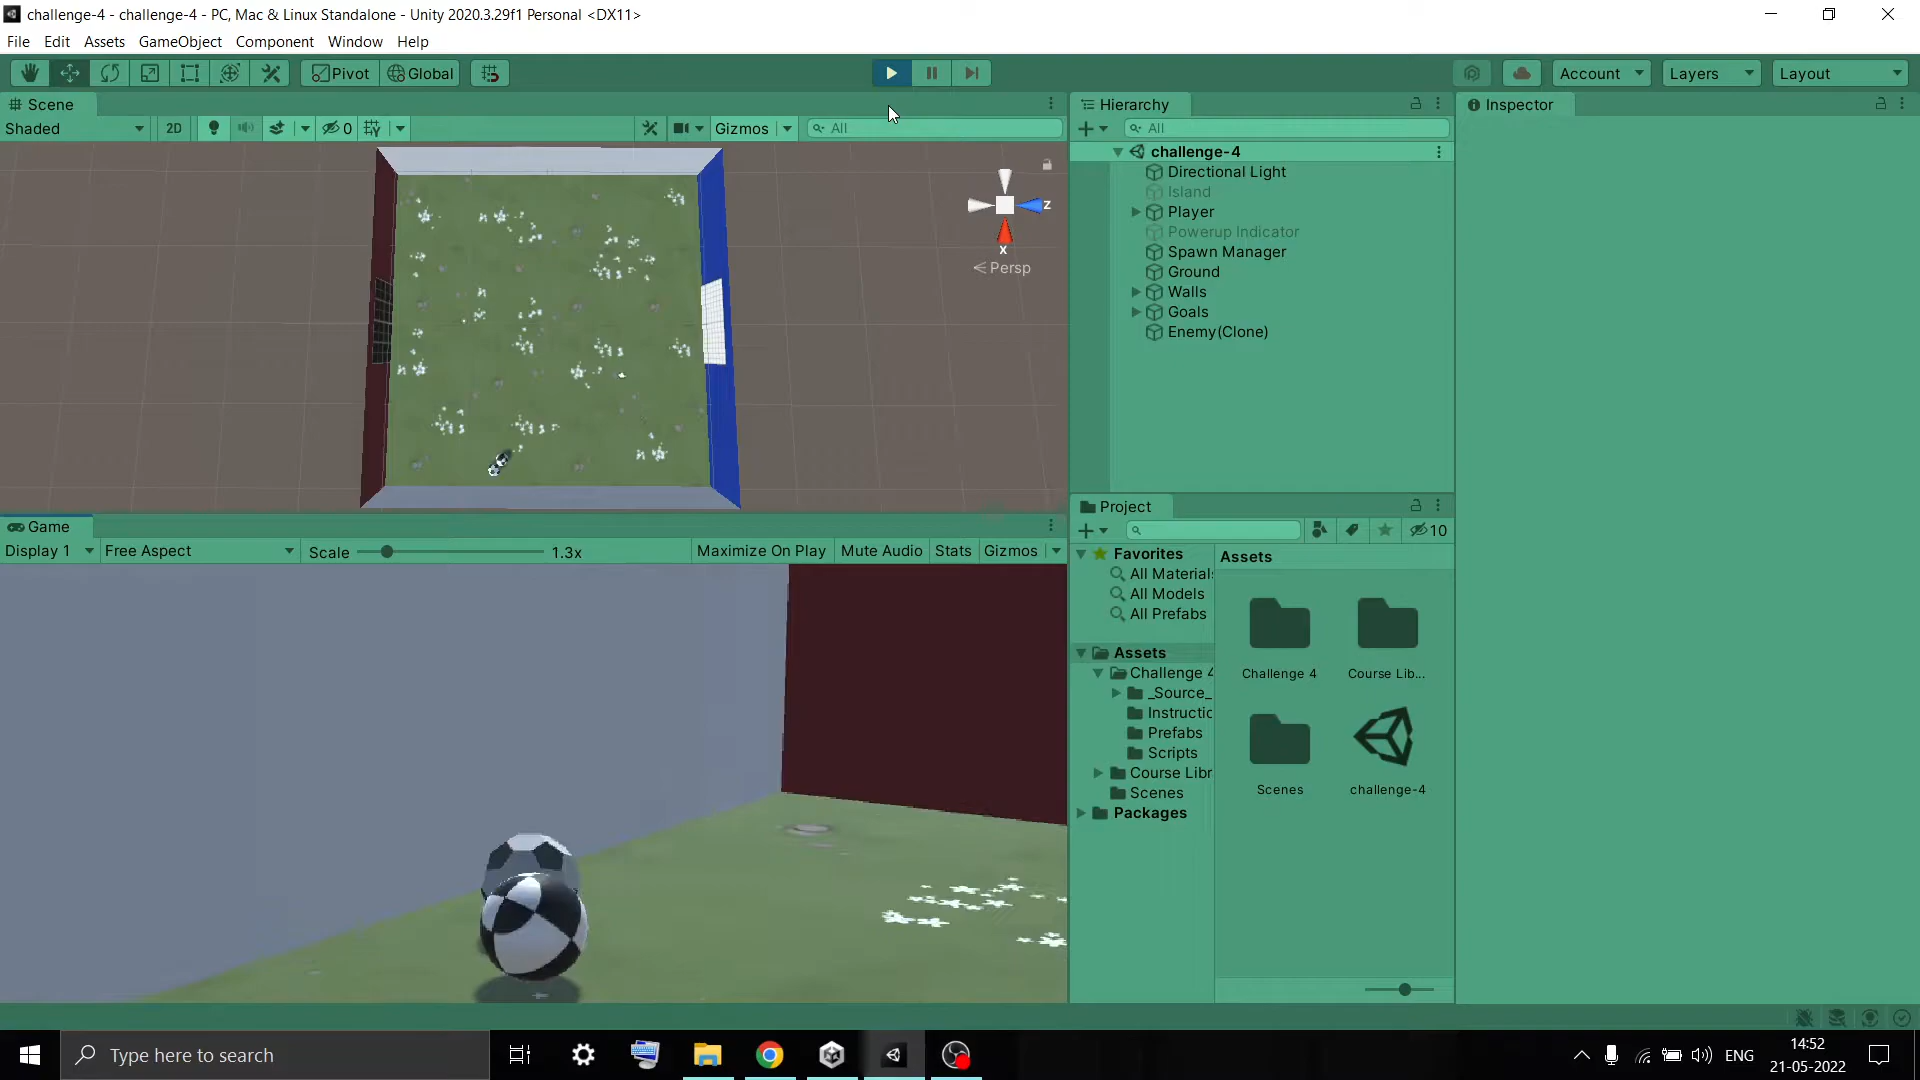 challenge-4 - challenge-4 - PC, Mac & Linux Standalone - Unity 2020.3.29f1 Personal <DX11>
File Edit Assets GameObject Component Window Help
Pivot Global Account Layers Layout
Scene
Shaded 2D 0 Gizmos All
z
x
Persp
Hierarchy
All
challenge-4
Directional Light
Island
Player
Powerup Indicator
Spawn Manager
Ground
Walls
Goals
Enemy(Clone)
Inspector
Game
Display 1 Free Aspect Scale 1.3x Maximize On Play Mute Audio Stats Gizmos
Project
10
Favorites
All Materials
All Models
All Prefabs
Assets
Challenge 4
_Source_
Instructio
Prefabs
Scripts
Course Libr
Scenes
Packages
Assets
Challenge 4 Course Lib...
Scenes challenge-4
Type here to search
ENG
14:52
21-05-2022